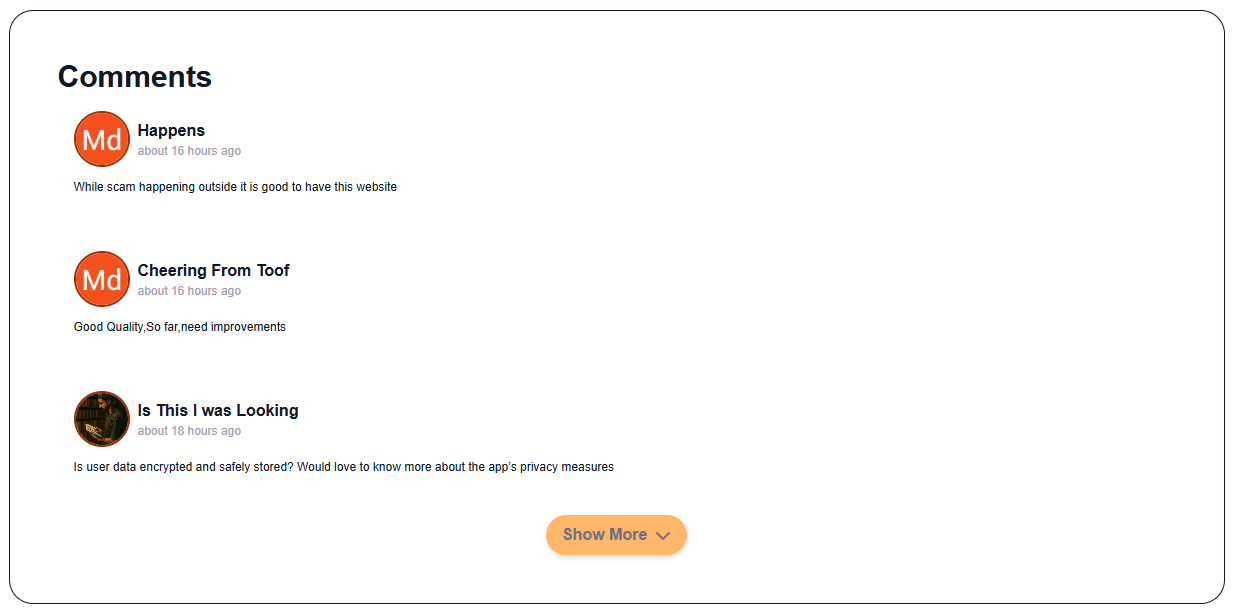 Comments
Md
Happens
about 16 hours ago
While scam happening outside it is good to have this website
Md
Cheering From Toof
about 16 hours ago
Good Quality,So far,need improvements
Is This I was Looking
about 18 hours ago
Is user data encrypted and safely stored? Would love to know more about the app’s privacy measures
Show More